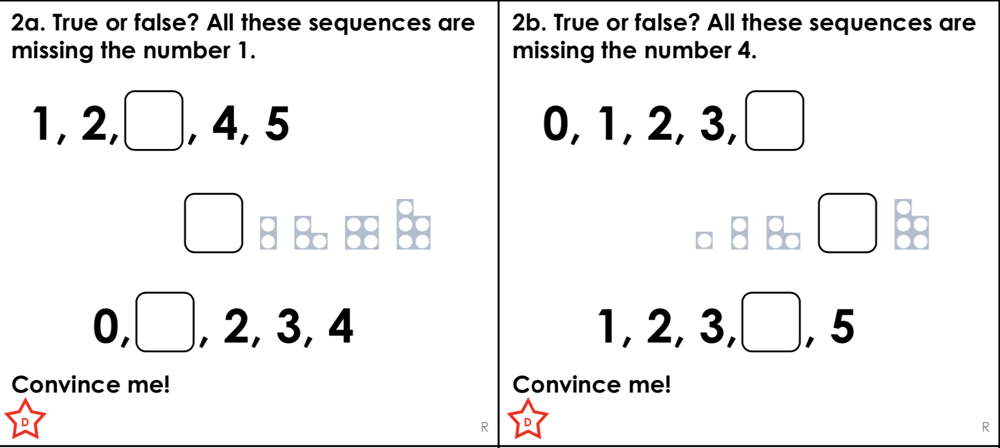 2a. True or false? All these sequences are
missing the number 1.
1, 2, , 4, 5
0, , 2, 3, 4
Convince me!
D
R
2b. True or false? All these sequences are
missing the number 4.
0, 1, 2, 3,
1, 2, 3, , 5
Convince me!
D
R